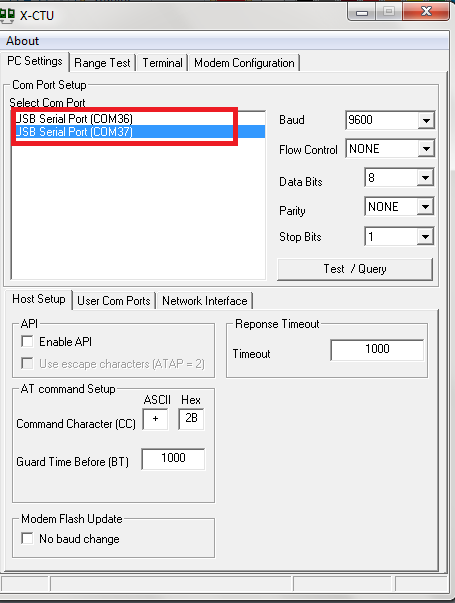 X-CTU
About
PC Settings Range Test Terminal Modem Configuration
Com Port Setup
Select Com Port
USB Serial Port (COM36)
USB Serial Port (COM37)
Baud 9600
Flow Control NONE
Data Bits 8
Parity NONE
Stop Bits 1
Test / Query
Host Setup User Com Ports Network Interface
API
Enable API
Use escape characters (ATAP = 2)
Reponse Timeout
Timeout 1000
AT command Setup
ASCII Hex
Command Character (CC) + 2B
Guard Time Before (BT) 1000
Modem Flash Update
No baud change